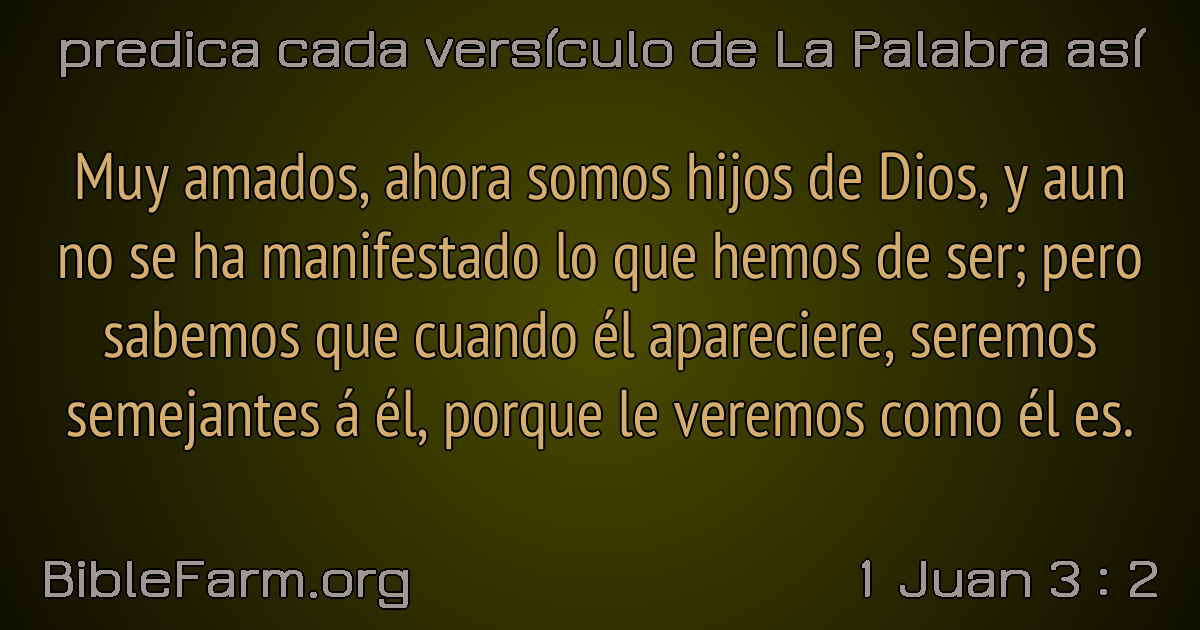 predica cada versículo de La Palabra así
Muy amados, ahora somos hijos de Dios, y aun
no se ha manifestado lo que hemos de ser; pero
sabemos que cuando él apareciere, seremos
semejantes á él, porque le veremos como él es.
BibleFarm.org
1 Juan 3 : 2